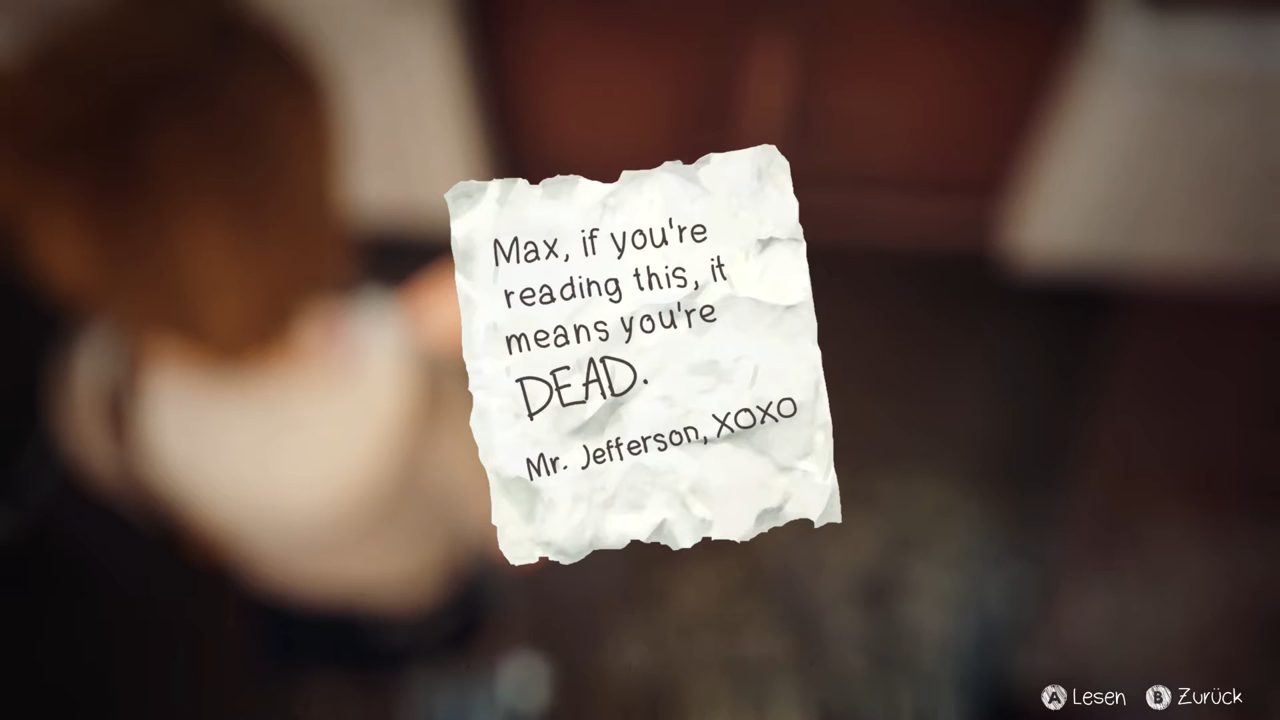 Max, if you're
reading this, it
means you're
DEAD.
Mr. Jefferson, XOXO
A Lesen B Zurück